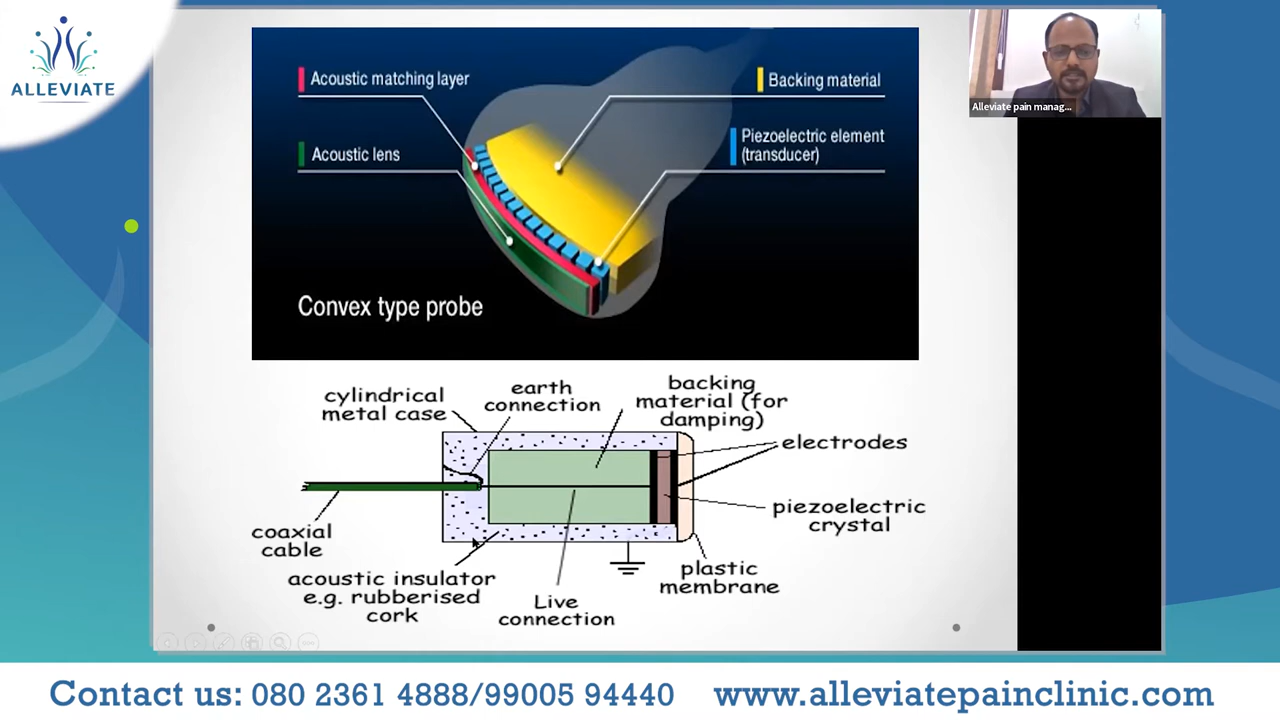 ALLEVIATE
Acoustic matching layer
Acoustic lens
Backing material
Piezoelectric element
(transducer)
Convex type probe
Alleviate pain manag...
cylindrical
metal case
earth
connection
backing
material (for
damping)
electrodes
piezoelectric
crystal
coaxial
cable
acoustic insulator
e.g. rubberised
cork
Live
connection
plastic
membrane
Contact us: 080 2361 4888/99005 94440
www.alleviatepainclinic.com